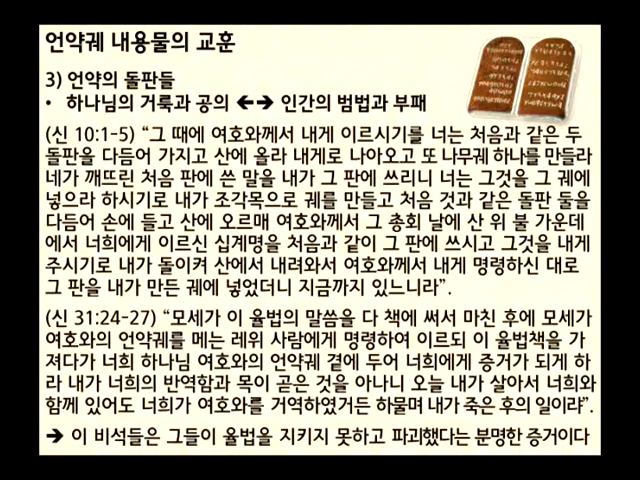 언약궤 내용물의 교훈
3) 언약의 돌판들
• 하나님의 거룩과 공의 ←→ 인간의 범법과 부패
(신 10:1-5) “그 때에 여호와께서 내게 이르시기를 너는 처음과 같은 두
돌판을 다듬어 가지고 산에 올라 내게로 나아오고 또 나무궤 하나를 만들라
네가 깨뜨린 처음 판에 쓴 말을 내가 그 판에 쓰리니 너는 그것을 그 궤에
넣으라 하시기로 내가 조각목으로 궤를 만들고 처음 것과 같은 돌판 둘을
다듬어 손에 들고 산에 오르매 여호와께서 그 총회 날에 산 위 불 가운데
에서 너희에게 이르신 십계명을 처음과 같이 그 판에 쓰시고 그것을 내게
주시기로 내가 돌이켜 산에서 내려와서 여호와께서 내게 명령하신 대로
그 판을 내가 만든 궤에 넣었더니 지금까지 있느니라”.
(신 31:24-27) “모세가 이 율법의 말씀을 다 책에 써서 마친 후에 모세가
여호와의 언약궤를 메는 레위 사람에게 명령하여 이르되 이 율법책을 가
져다가 너희 하나님 여호와의 언약궤 곁에 두어 너희에게 증거가 되게 하
라 내가 너희의 반역함과 목이 곧은 것을 아나니 오늘 내가 살아서 너희와
함께 있어도 너희가 여호와를 거역하였거든 하물며 내가 죽은 후의 일이랴”.
➔ 이 비석들은 그들이 율법을 지키지 못하고 파괴했다는 분명한 증거이다